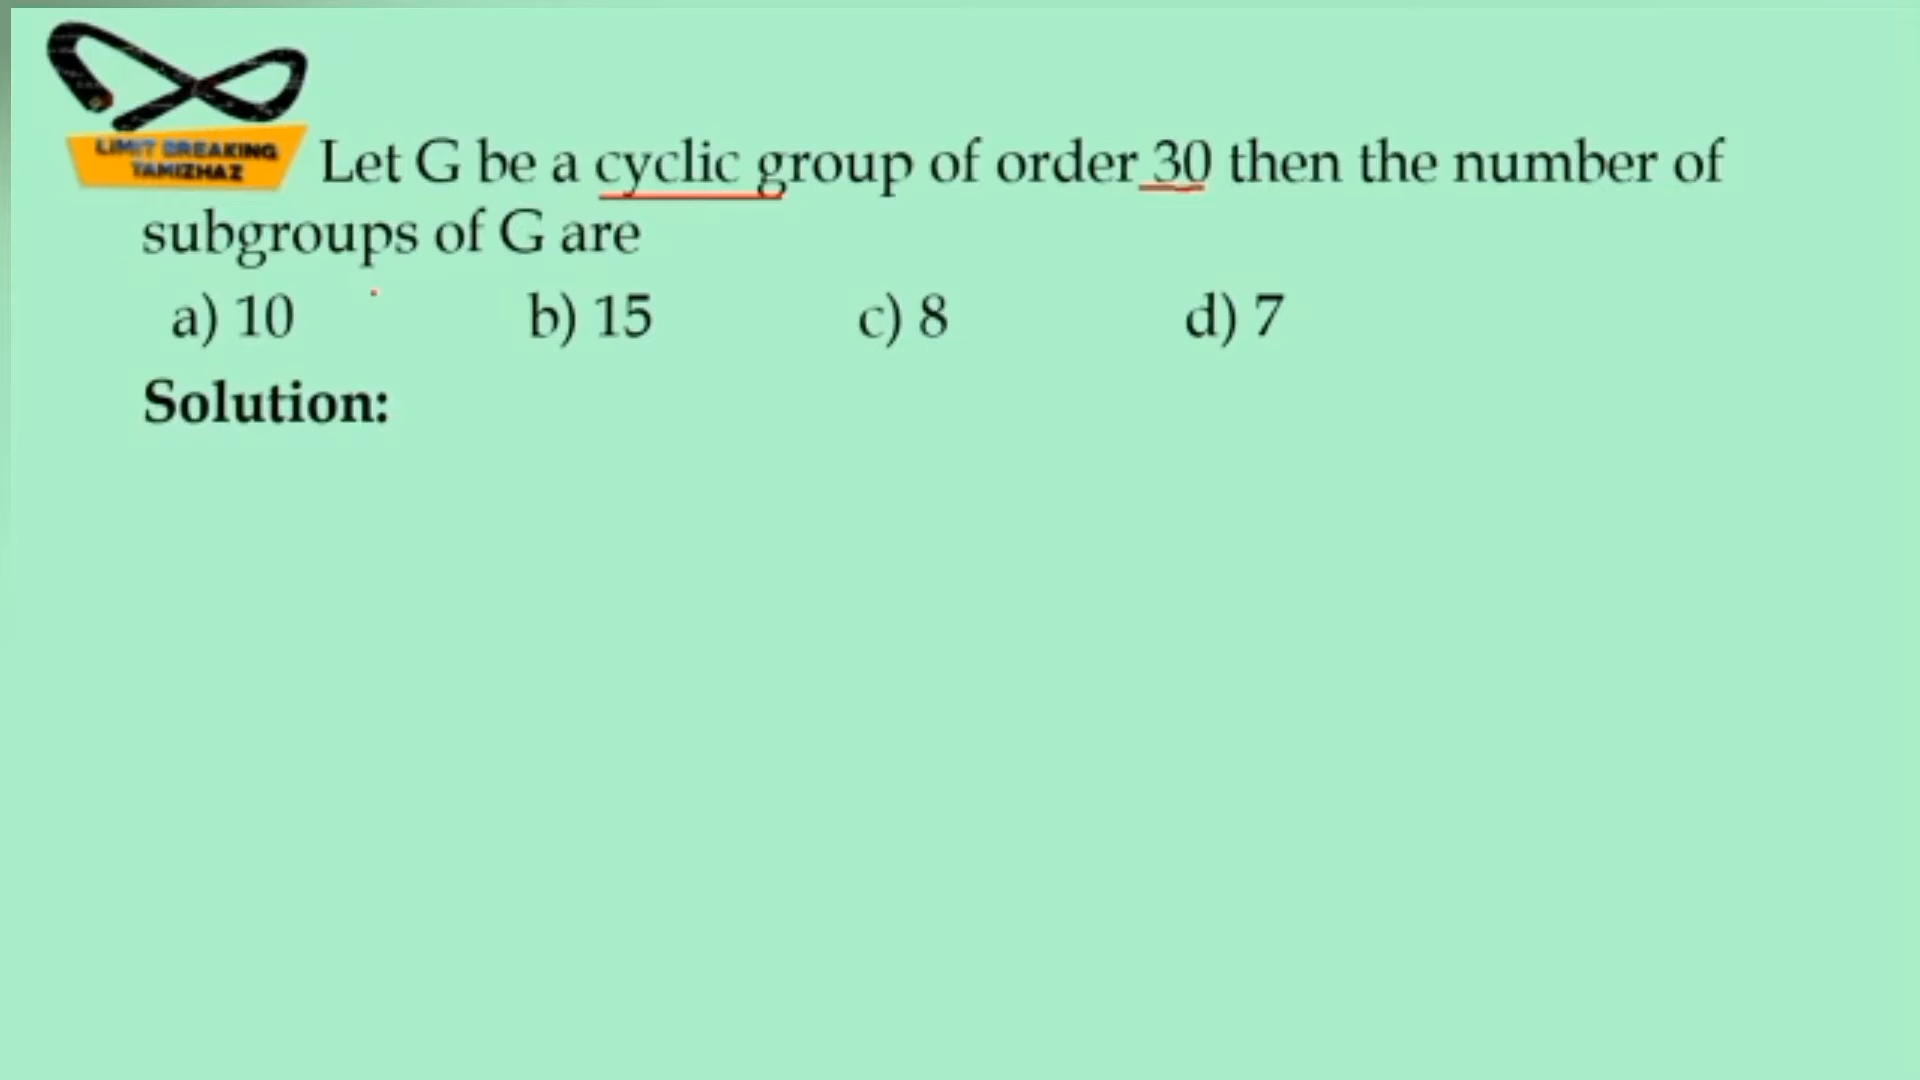 LIMIT BREAKING
TAMIZHAZ
Let G be a cyclic group of order 30 then the number of
subgroups of G are
a) 10 b) 15 c) 8 d) 7
Solution: